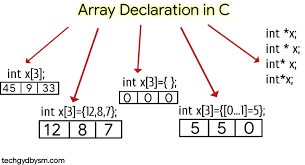 Array Declaration in C
int *x;
int * x;
int* x;
int*x;
int x[3];
45 9 33
int x[3]={ };
0 0 0
int x[3]={12,8,7};
12 8 7
int x[3]={[0...1]=5};
5 5 0
techgydbysm.com